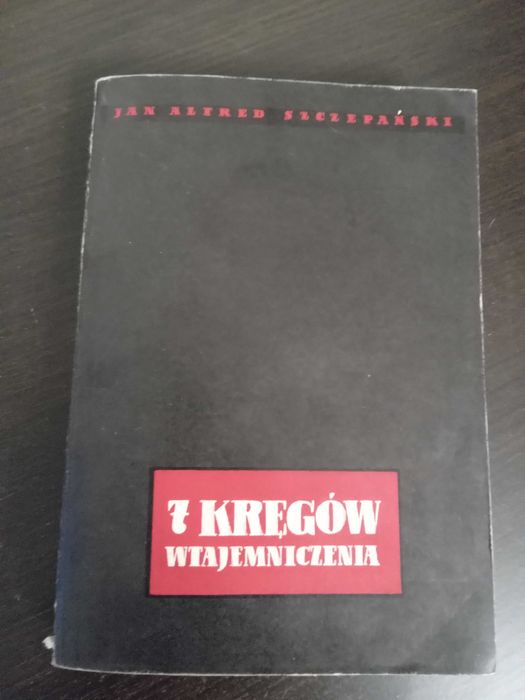 JAN ALFRED SZCZEPAŃSKI
7 KRĘGÓW
WTAJEMNICZENIA